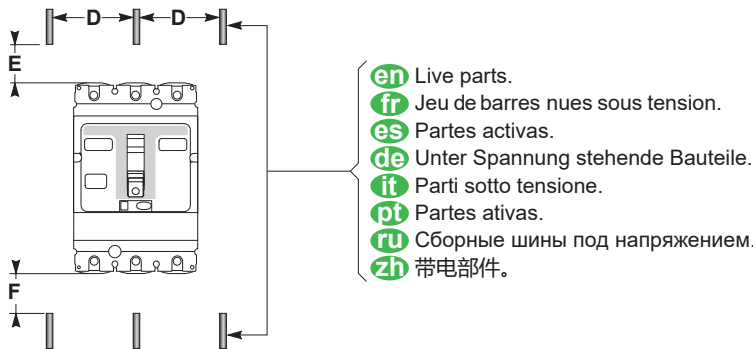 D D
E
en Live parts.
fr Jeu de barres nues sous tension.
es Partes activas.
de Unter Spannung stehende Bauteile.
it Parti sotto tensione.
pt Partes ativas.
ru Сборные шины под напряжением.
zh 带电部件。
F